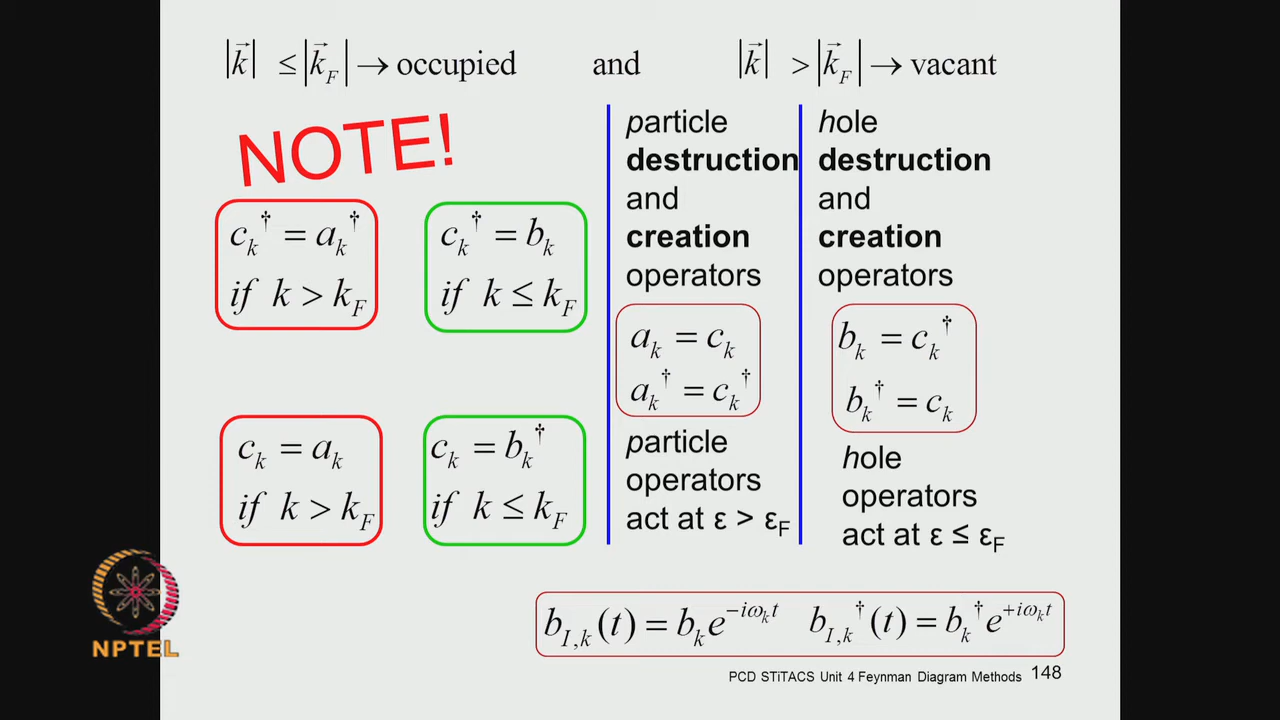 |k⃗| ≤ |k⃗_F| → occupied and |k⃗| > |k⃗_F| → vacant
NOTE!
c_k† = a_k†
if k > k_F
c_k† = b_k
if k ≤ k_F
c_k = a_k
if k > k_F
c_k = b_k†
if k ≤ k_F
particle
destruction
and
creation
operators
a_k = c_k
a_k† = c_k†
particle
operators
act at ε > ε_F
hole
destruction
and
creation
operators
b_k = c_k†
b_k† = c_k
hole
operators
act at ε ≤ ε_F
b_{I,k}(t) = b_k e^{-iω_k t} b_{I,k}†(t) = b_k† e^{+iω_k t}
NPTEL
PCD STiTACS Unit 4 Feynman Diagram Methods 148